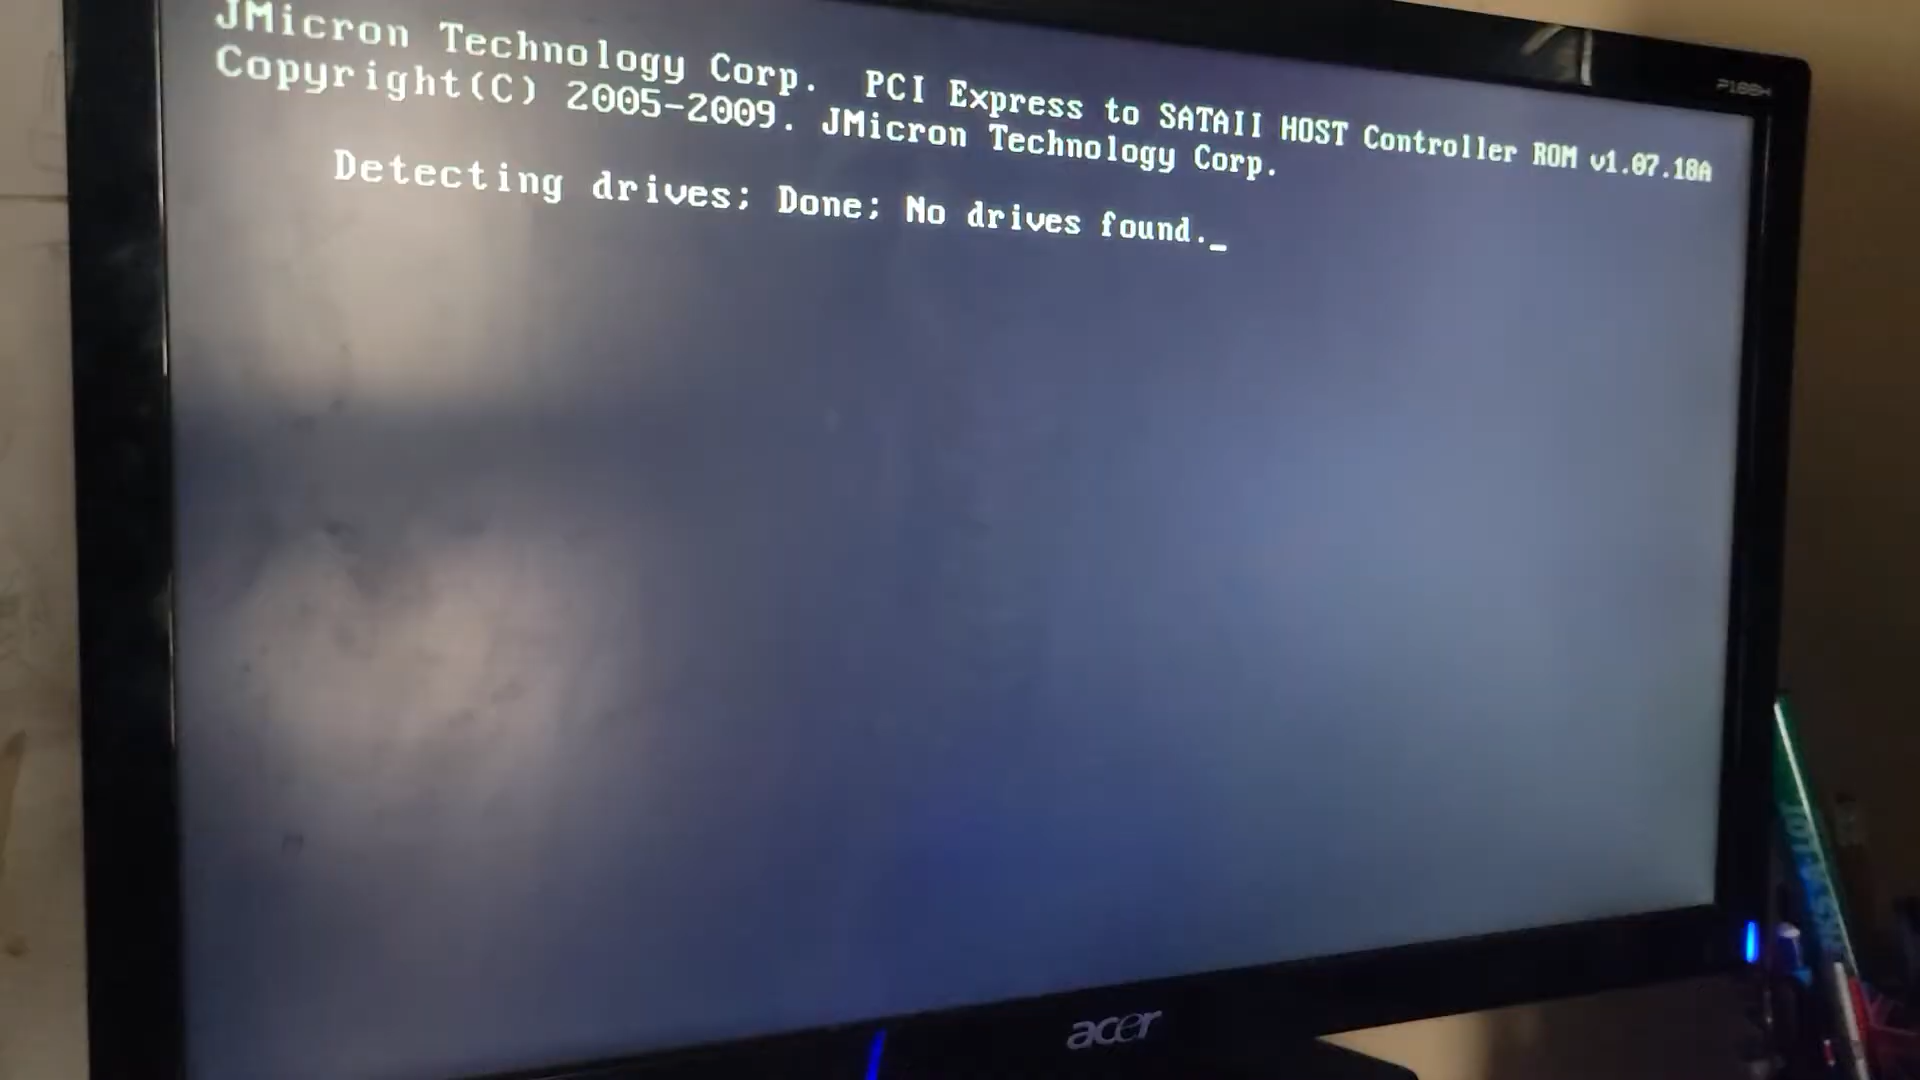 JMicron Technology Corp.  PCI Express to SATAII HOST Controller ROM v1.07.18A
Copyright(C) 2005-2009. JMicron Technology Corp.
Detecting drives; Done; No drives found._
acer